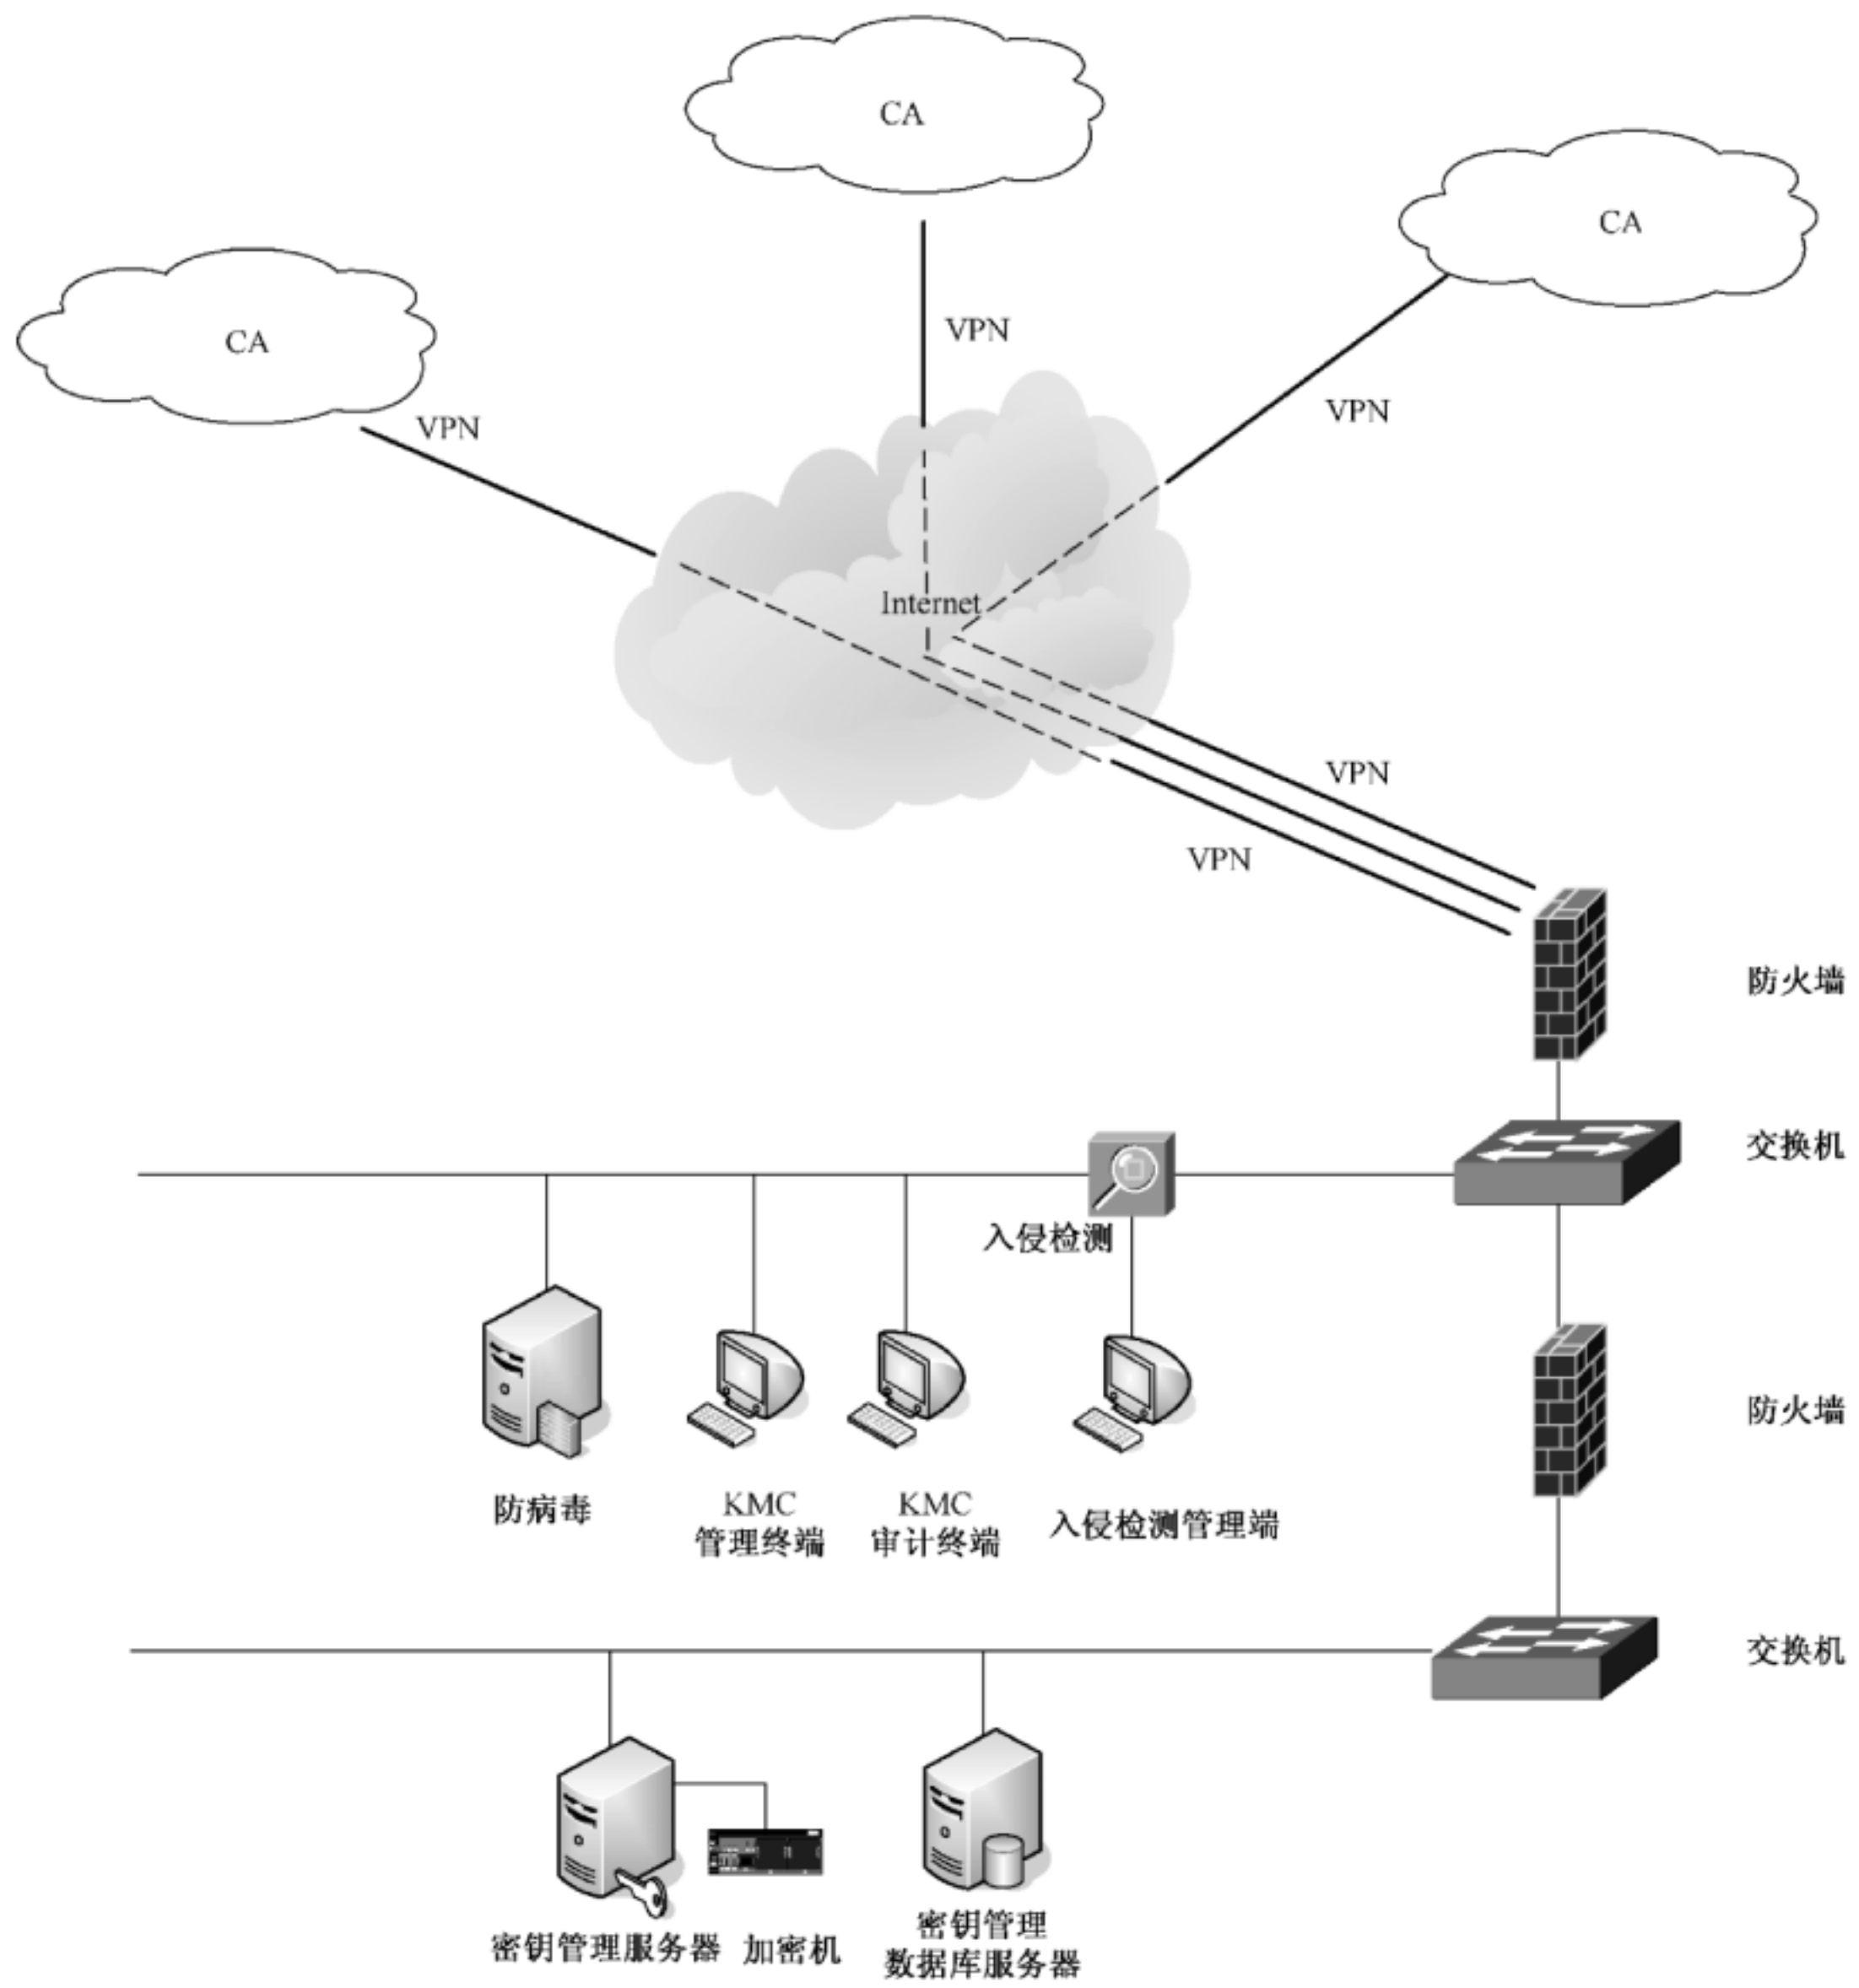 CA
CA
CA
VPN
VPN
VPN
Internet
VPN
VPN
防火墙
交换机
入侵检测
防火墙
防病毒
KMC
管理终端
KMC
审计终端
入侵检测管理端
交换机
密钥管理服务器
加密机
密钥管理
数据库服务器